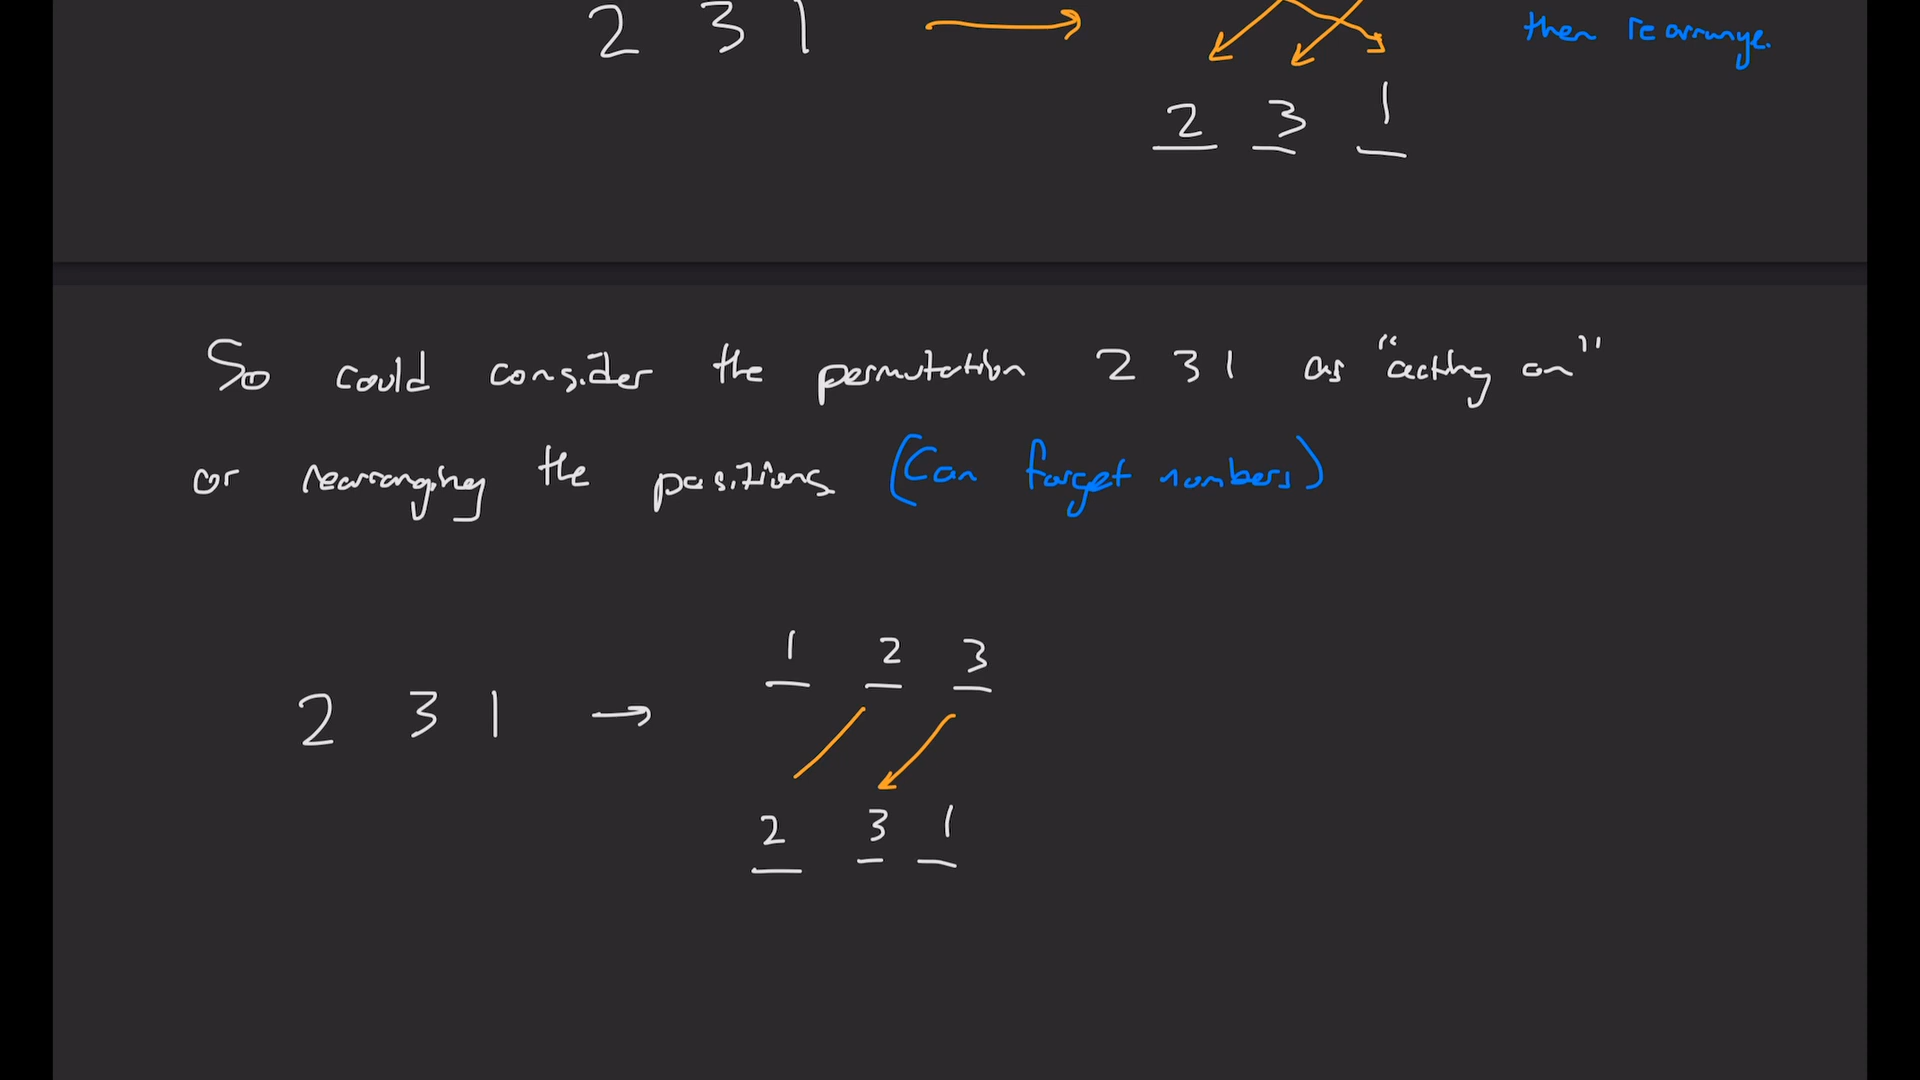 2 3 1
then rearrange.
2 3 1
So could consider the permutation 2 3 1 as "acting on"
or rearranging the positions (Can forget numbers)
1 2 3
2 3 1 →
2 3 1